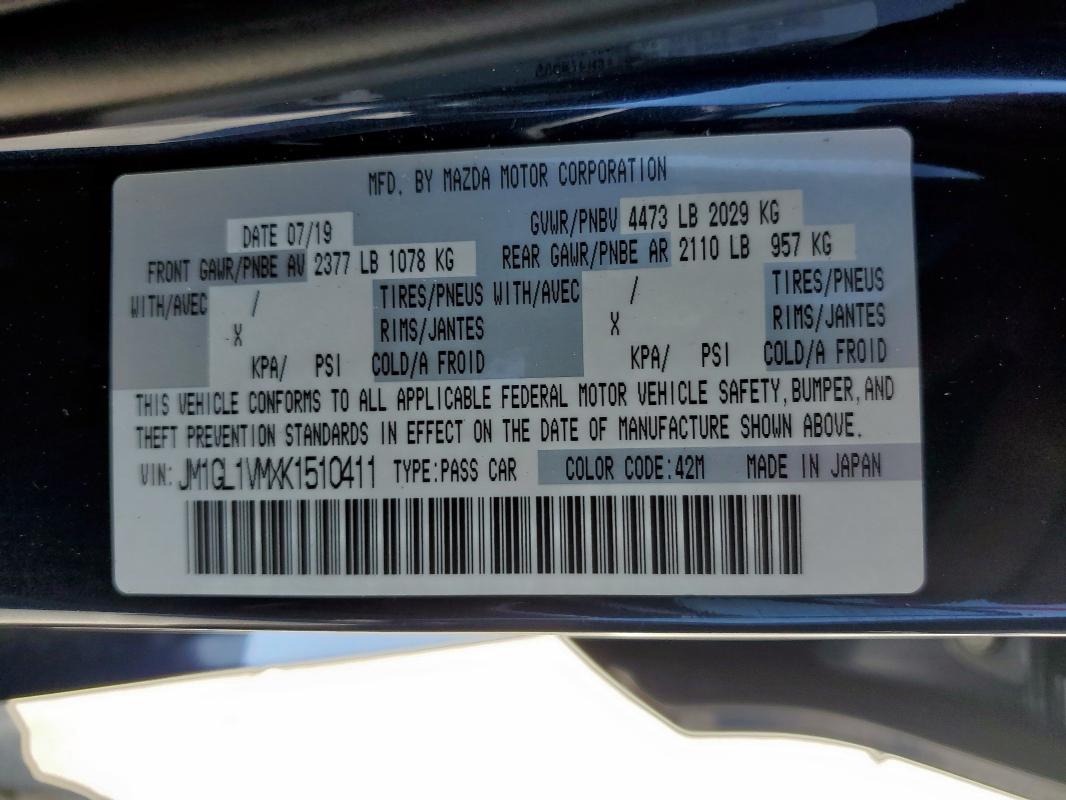 MFD. BY MAZDA MOTOR CORPORATION
DATE 07/19 GVWR/PNBV 4473 LB 2029 KG
FRONT GAWR/PNBE AV 2377 LB 1078 KG REAR GAWR/PNBE AR 2110 LB 957 KG
WITH/AVEC / TIRES/PNEUS WITH/AVEC / TIRES/PNEUS
X RIMS/JANTES X RIMS/JANTES
KPA/ PSI COLD/A FROID KPA/ PSI COLD/A FROID
THIS VEHICLE CONFORMS TO ALL APPLICABLE FEDERAL MOTOR VEHICLE SAFETY, BUMPER, AND
THEFT PREVENTION STANDARDS IN EFFECT ON THE DATE OF MANUFACTURE SHOWN ABOVE.
VIN: JM1GL1VMXK1510411 TYPE:PASS CAR COLOR CODE:42M MADE IN JAPAN